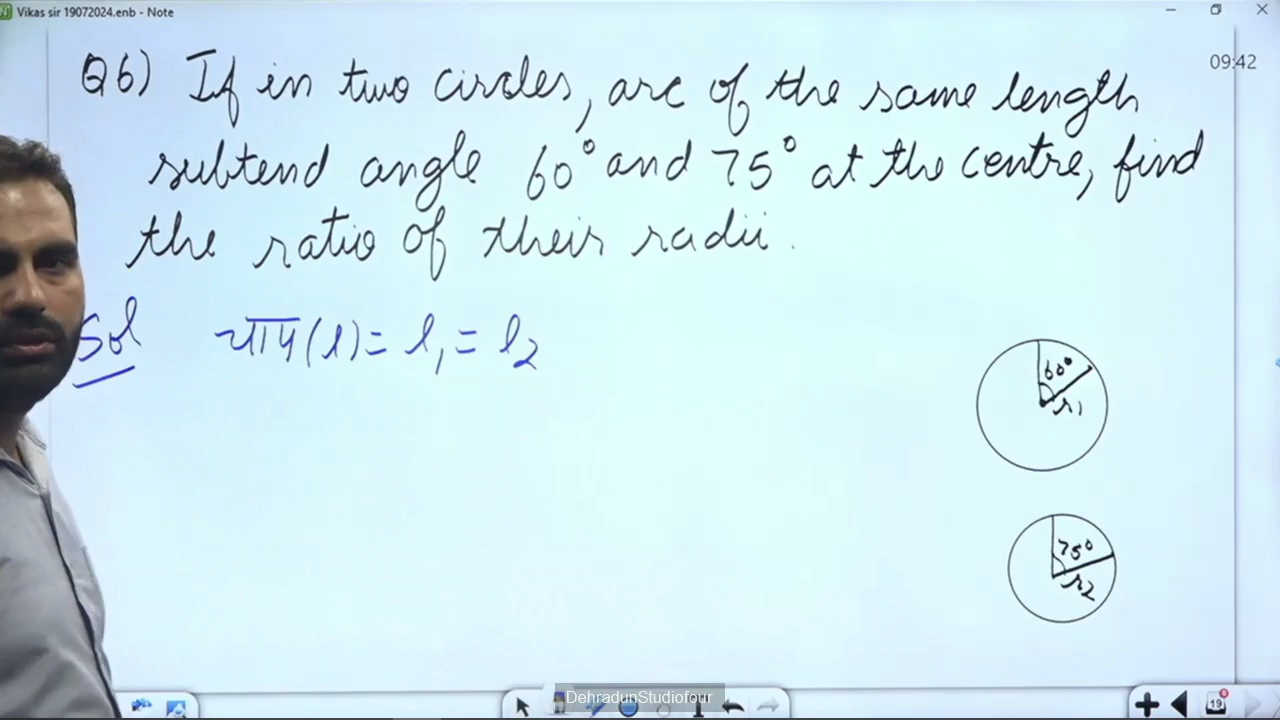 Vikas sir 19072024.enb - Note
09:42
Q6) If in two circles, arc of the same length
subtend angle 60° and 75° at the centre, find
the ratio of their radii.
Sol चाप (l) = l₁ = l₂
60°
r₁
75°
r₂
DehradunStudiofour
19